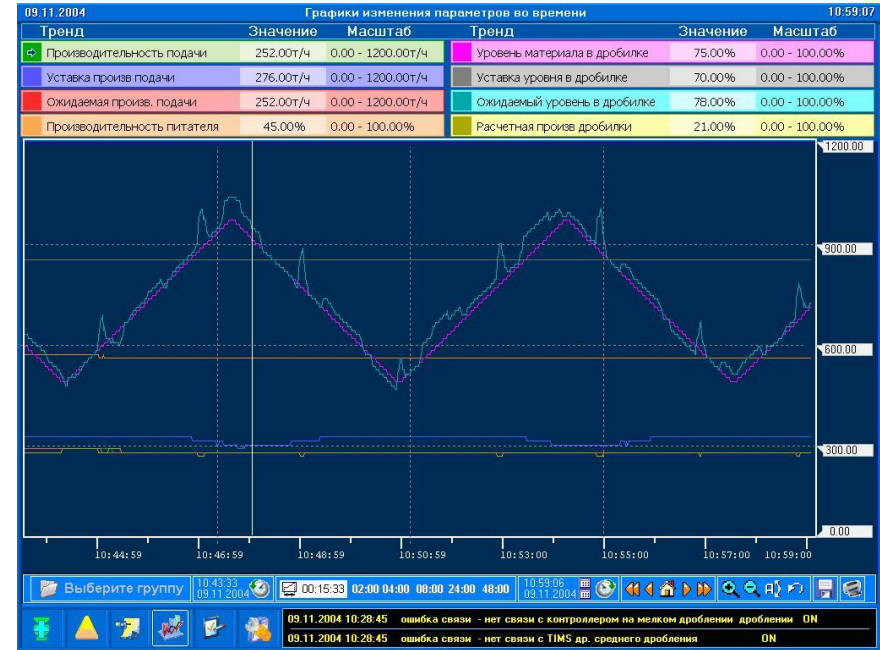 09.11.2004 Графики изменения параметров во времени 10:59:07
Тренд Значение Масштаб Тренд Значение Масштаб
Производительность подачи 252.00т/ч 0.00 - 1200.00т/ч Уровень материала в дробилке 75.00% 0.00 - 100.00%
Уставка произв подачи 276.00т/ч 0.00 - 1200.00т/ч Уставка уровня в дробилке 70.00% 0.00 - 100.00%
Ожидаемая произв. подачи 252.00т/ч 0.00 - 1200.00т/ч Ожидаемый уровень в дробилке 78.00% 0.00 - 100.00%
Производительность питателя 45.00% 0.00 - 100.00% Расчетная произв дробилки 21.00% 0.00 - 100.00%
1200.00
900.00
600.00
300.00
0.00
10:44:59 10:46:59 10:48:59 10:50:59 10:53:00 10:55:00 10:57:00 10:59:00
Выберите группу 10:43:33 00:15:33 02:00 04:00 08:00 24:00 48:00 10:59:06
09.11.2004 09.11.2004
09.11.2004 10:28:45 ошибка связи - нет связи с контроллером на мелком дроблении дроблении ON
09.11.2004 10:28:45 ошибка связи - нет связи с TIMS др. среднего дробления ON